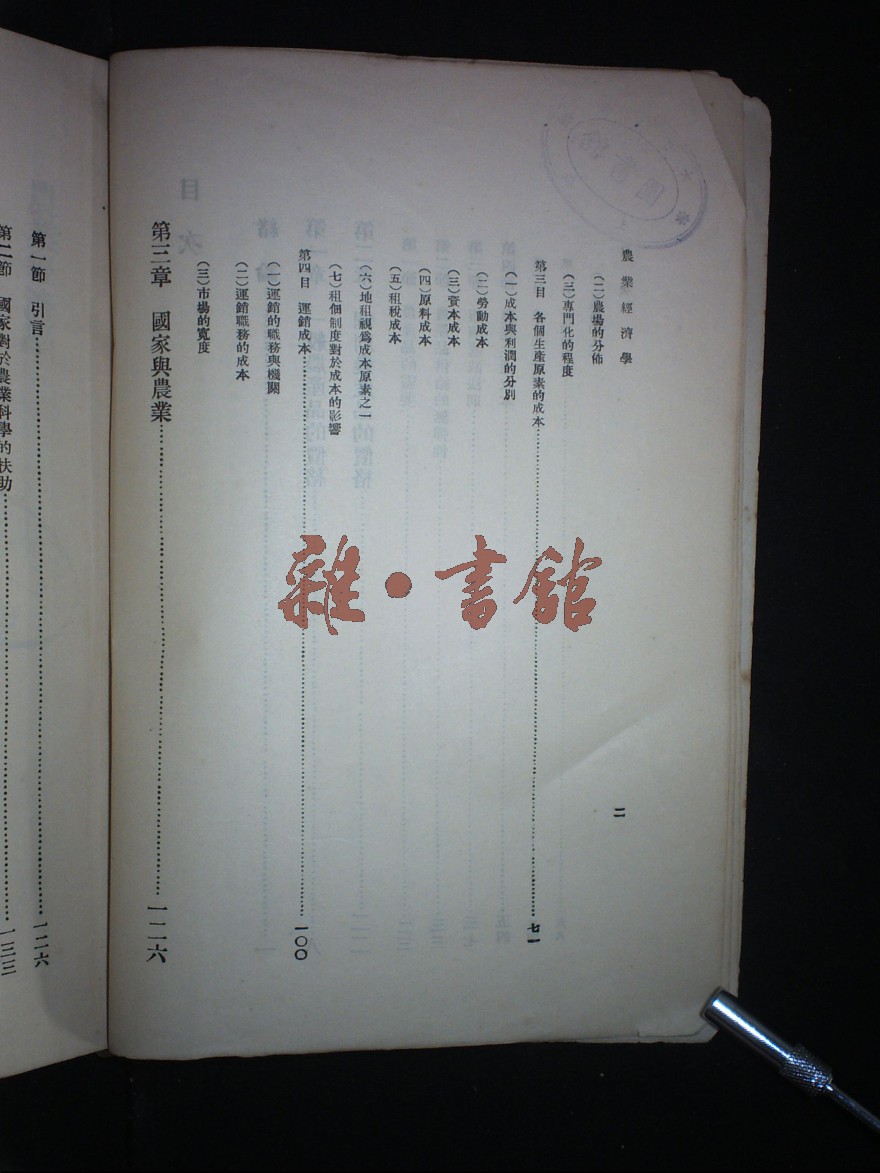 農業經濟學
二
(二)農場的分佈
(三)專門化的程度
第三目 各個生產原素的成本……七一
(一)成本與利潤的分別
(二)勞動成本
(三)資本成本
(四)原料成本
(五)租稅成本
(六)地租視爲成本原素之一
(七)租佃制度對於成本的影響
第四目 運銷成本……一〇〇
(一)運銷的職務與機關
(二)運銷職務的成本
(三)市場的寬度
第三章 國家與農業……一一六
第一節 引言……一一六
第二節 國家對於農業科學的扶助……一三三
雜·書館